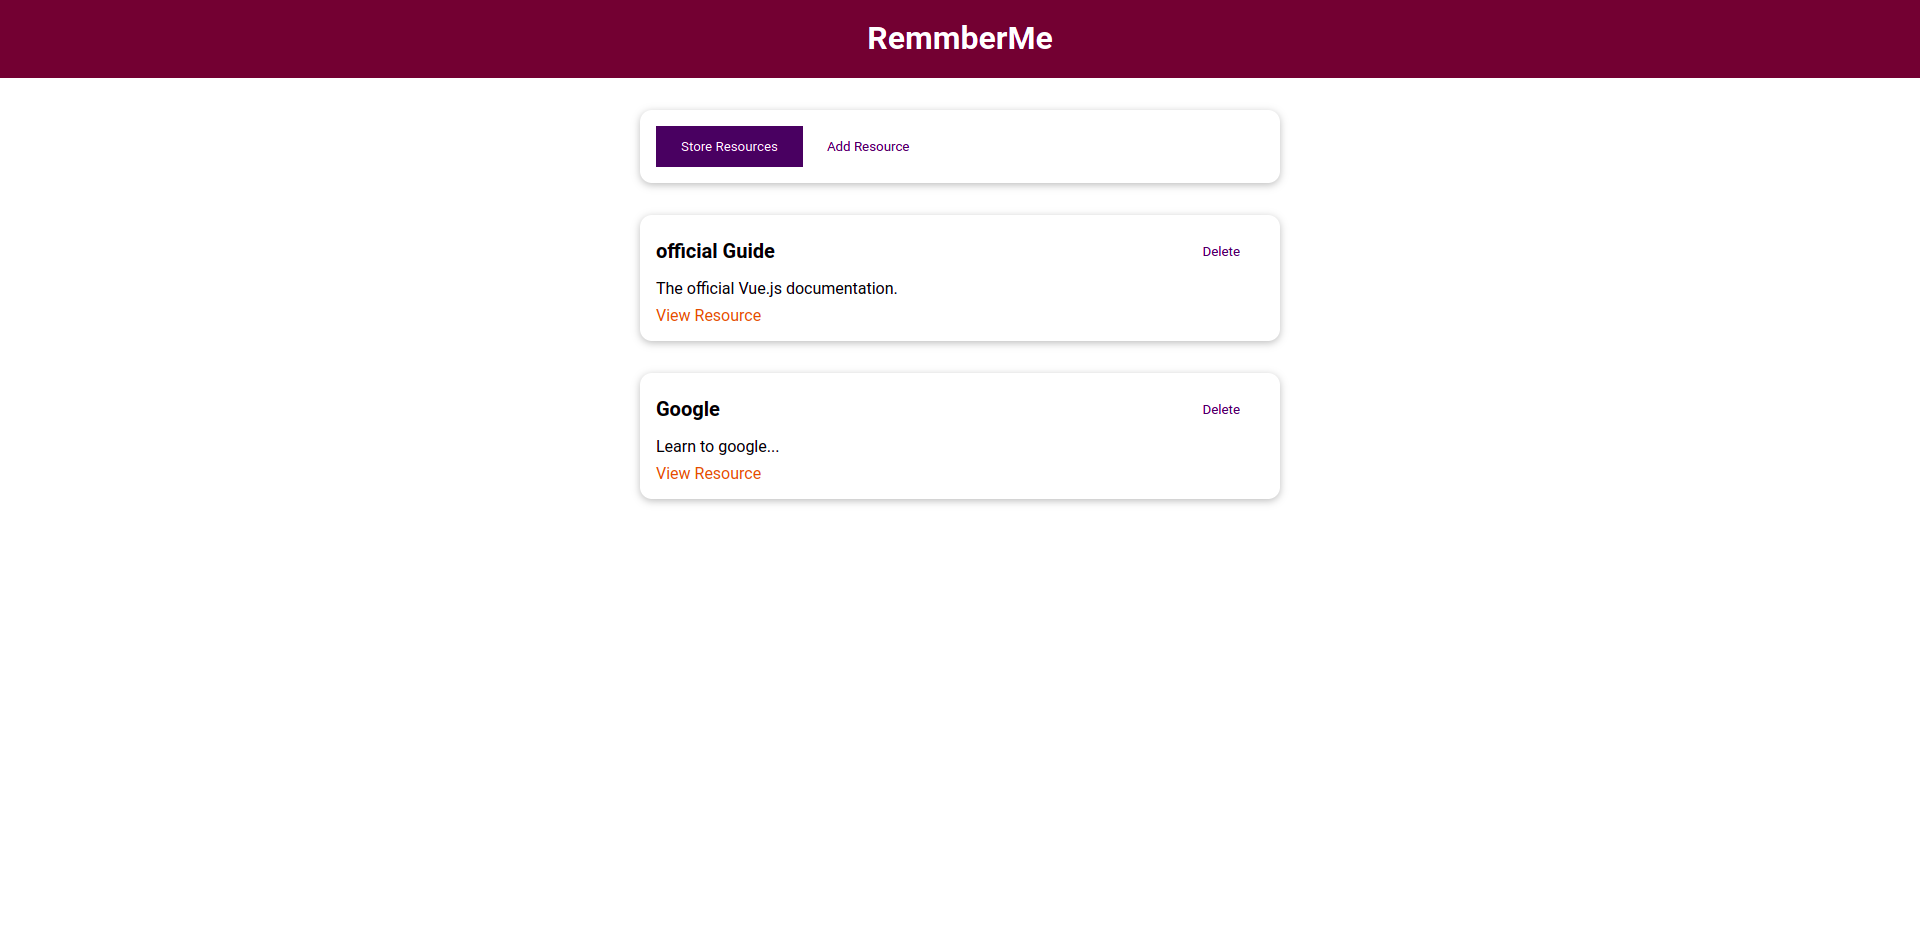 RemmberMe
Store Resources Add Resource
official Guide Delete
The official Vue.js documentation.
View Resource
Google Delete
Learn to google...
View Resource